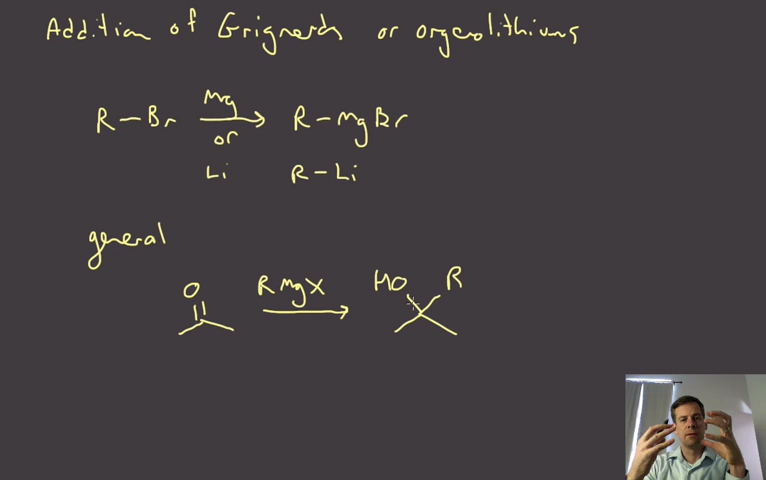 Addition of Grignards or organolithiums
R-Br Mg or Li R-MgBr
R-Li
general
O RMgX HO R